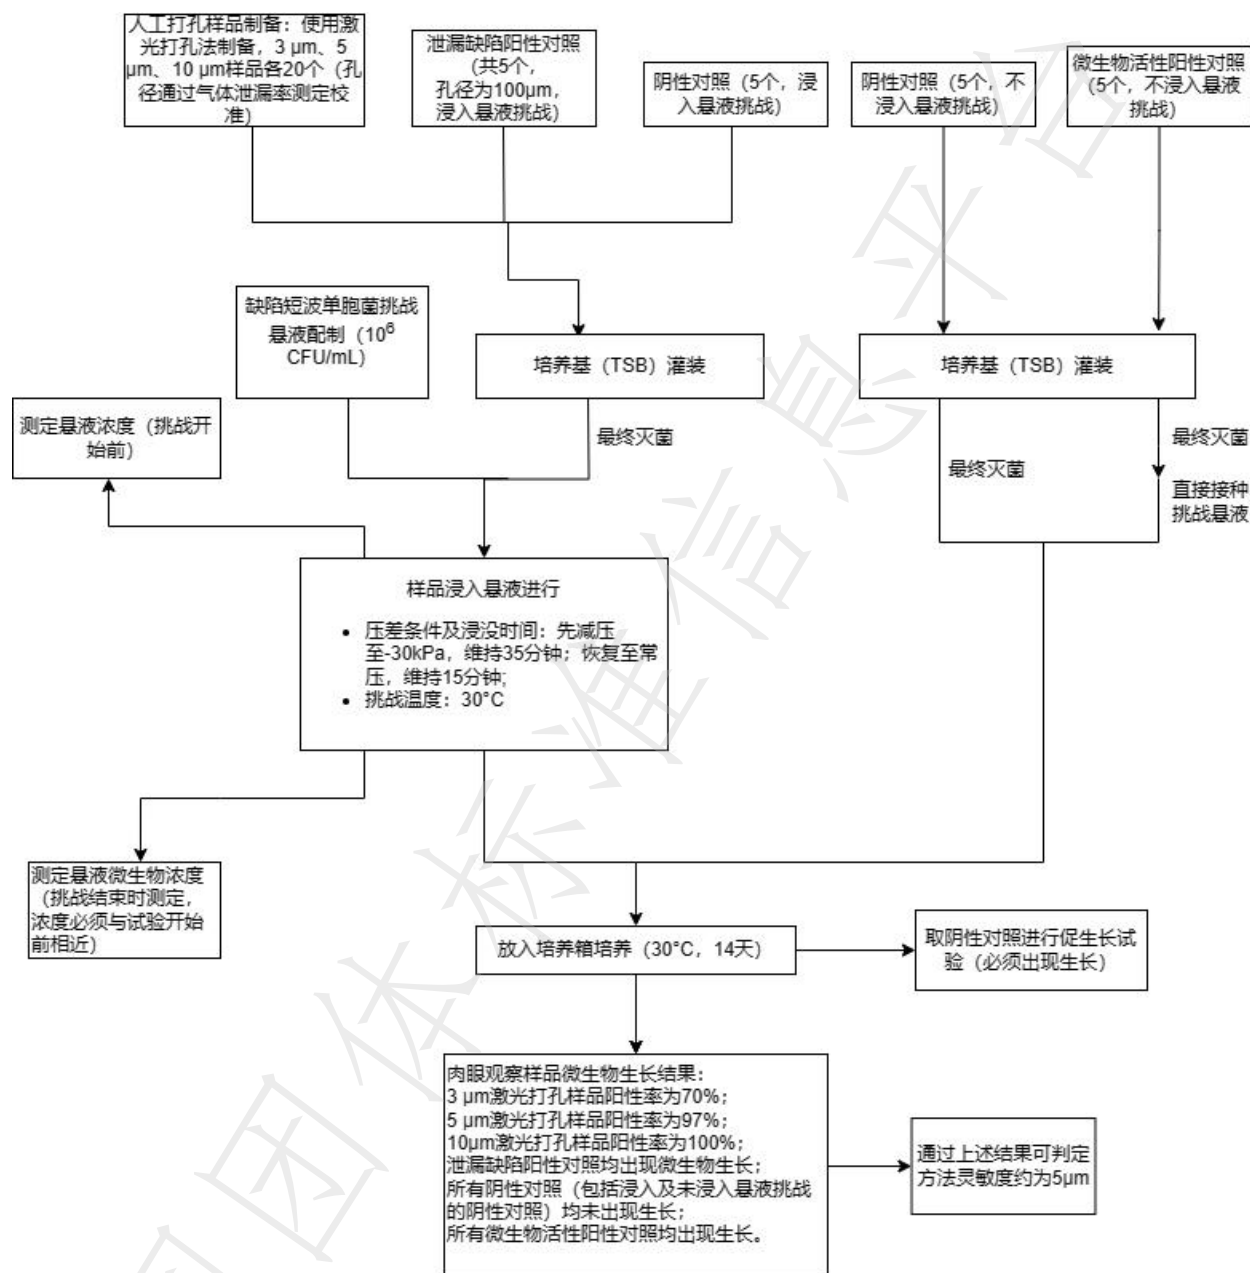 人工打孔样品制备：使用激
光打孔法制备，3 μm、5
μm、10 μm样品各20个（孔
径通过气体泄漏率测定校
准）
泄漏缺陷阳性对照
（共5个，
孔径为100μm，
浸入悬液挑战）
阴性对照（5个，浸
入悬液挑战）
阴性对照（5个，不
浸入悬液挑战）
微生物活性阳性对照
（5个，不浸入悬液
挑战）
缺陷短波单胞菌挑战
悬液配制（10⁶
CFU/mL）
培养基（TSB）灌装
培养基（TSB）灌装
测定悬液浓度（挑战开
始前）
最终灭菌
最终灭菌
最终灭菌
直接接种
挑战悬液
样品浸入悬液进行
• 压差条件及浸没时间：先减压
至-30kPa，维持35分钟；恢复至常
压，维持15分钟;
• 挑战温度：30°C
测定悬液微生物浓度
（挑战结束时测定，
浓度必须与试验开始
前相近）
放入培养箱培养（30°C，14天）
取阴性对照进行促生长试
验（必须出现生长）
肉眼观察样品微生物生长结果：
3 μm激光打孔样品阳性率为70%；
5 μm激光打孔样品阳性率为97%；
10μm激光打孔样品阳性率为100%；
泄漏缺陷阳性对照均出现微生物生长；
所有阴性对照（包括浸入及未浸入悬液挑战
的阴性对照）均未出现生长；
所有微生物活性阳性对照均出现生长。
通过上述结果可判定
方法灵敏度约为5μm
团体标准信息平台